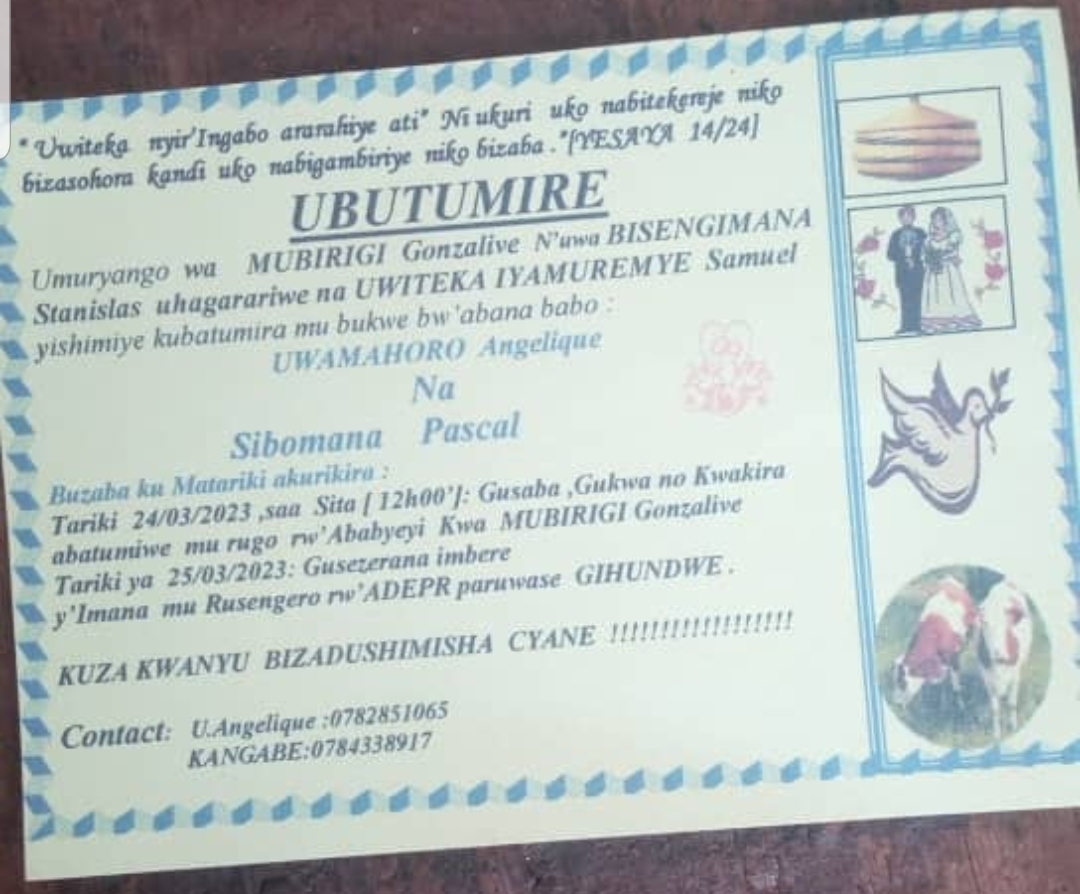 "Uwiteka nyir'Ingabo ararahiye ati" Ni ukuri uko nabitekereje niko
bizasohora kandi uko nabigambiriye niko bizaba."[YESAYA 14/24]
UBUTUMIRE
Umuryango wa MUBIRIGI Gonzalive N'uwa BISENGIMANA
Stanislas uhagarariwe na UWITEKA IYAMUREMYE Samuel
yishimiye kubatumira mu bukwe bw'abana babo :
UWAMAHORO Angelique
Na
Sibomana Pascal
Buzaba ku Matariki akurikira :
Tariki 24/03/2023 ,saa Sita [ 12h00']: Gusaba ,Gukwa no Kwakira
abatumiwe mu rugo rw'Ababyeyi Kwa MUBIRIGI Gonzalive
Tariki ya 25/03/2023: Gusezerana imbere
y'Imana mu Rusengero rw'ADEPR paruwase GIHUNDWE .
KUZA KWANYU BIZADUSHIMISHA CYANE !!!!!!!!!!!!!!!!!!!
Contact: U.Angelique :0782851065
KANGABE:0784338917